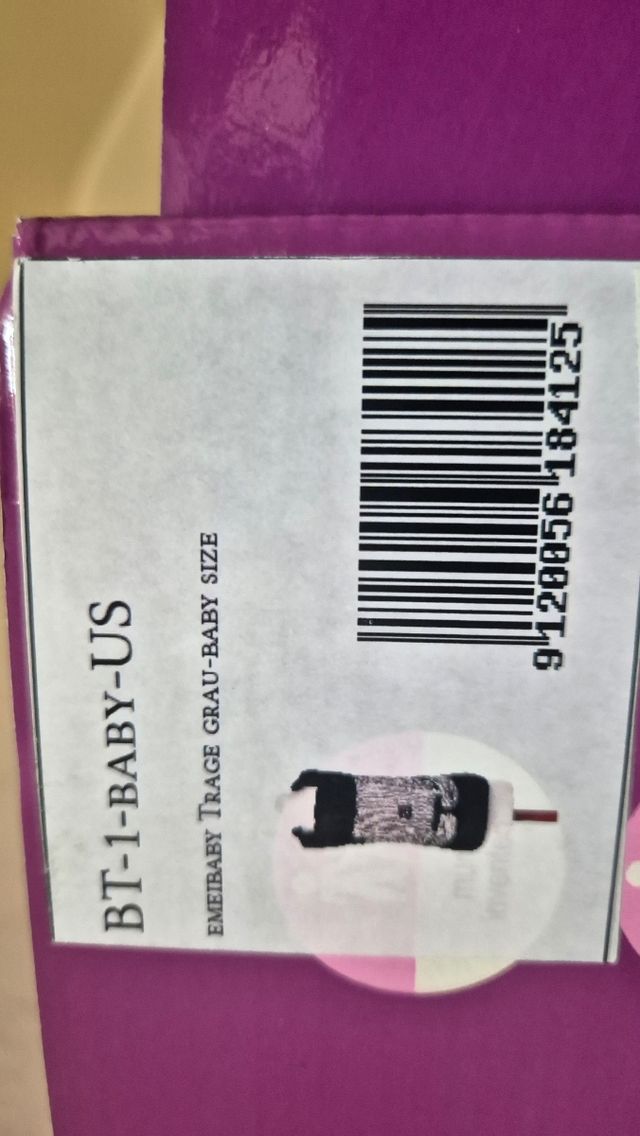 BT-1-BABY-US
EMEIBABY TRAGE GRAU-BABY SIZE
9 120056 184125